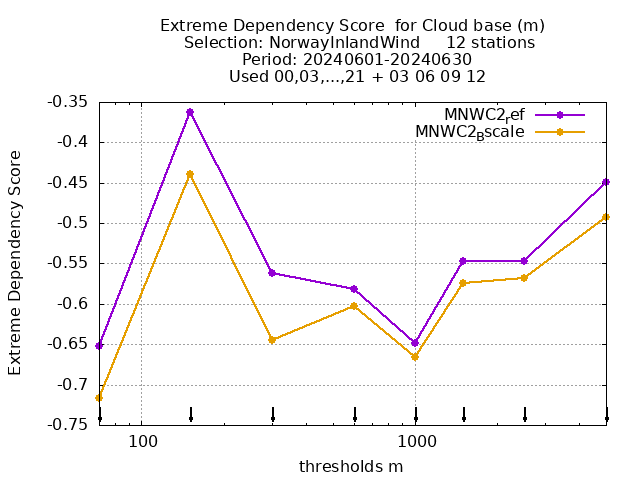 Extreme Dependency Score  for Cloud base (m)
Selection: NorwayInlandWind     12 stations
Period: 20240601-20240630
Used 00,03,...,21 + 03 06 09 12
MNWC2ref
MNWC2Bscale
Extreme Dependency Score
-0.35
-0.4
-0.45
-0.5
-0.55
-0.6
-0.65
-0.7
-0.75
100
1000
thresholds m